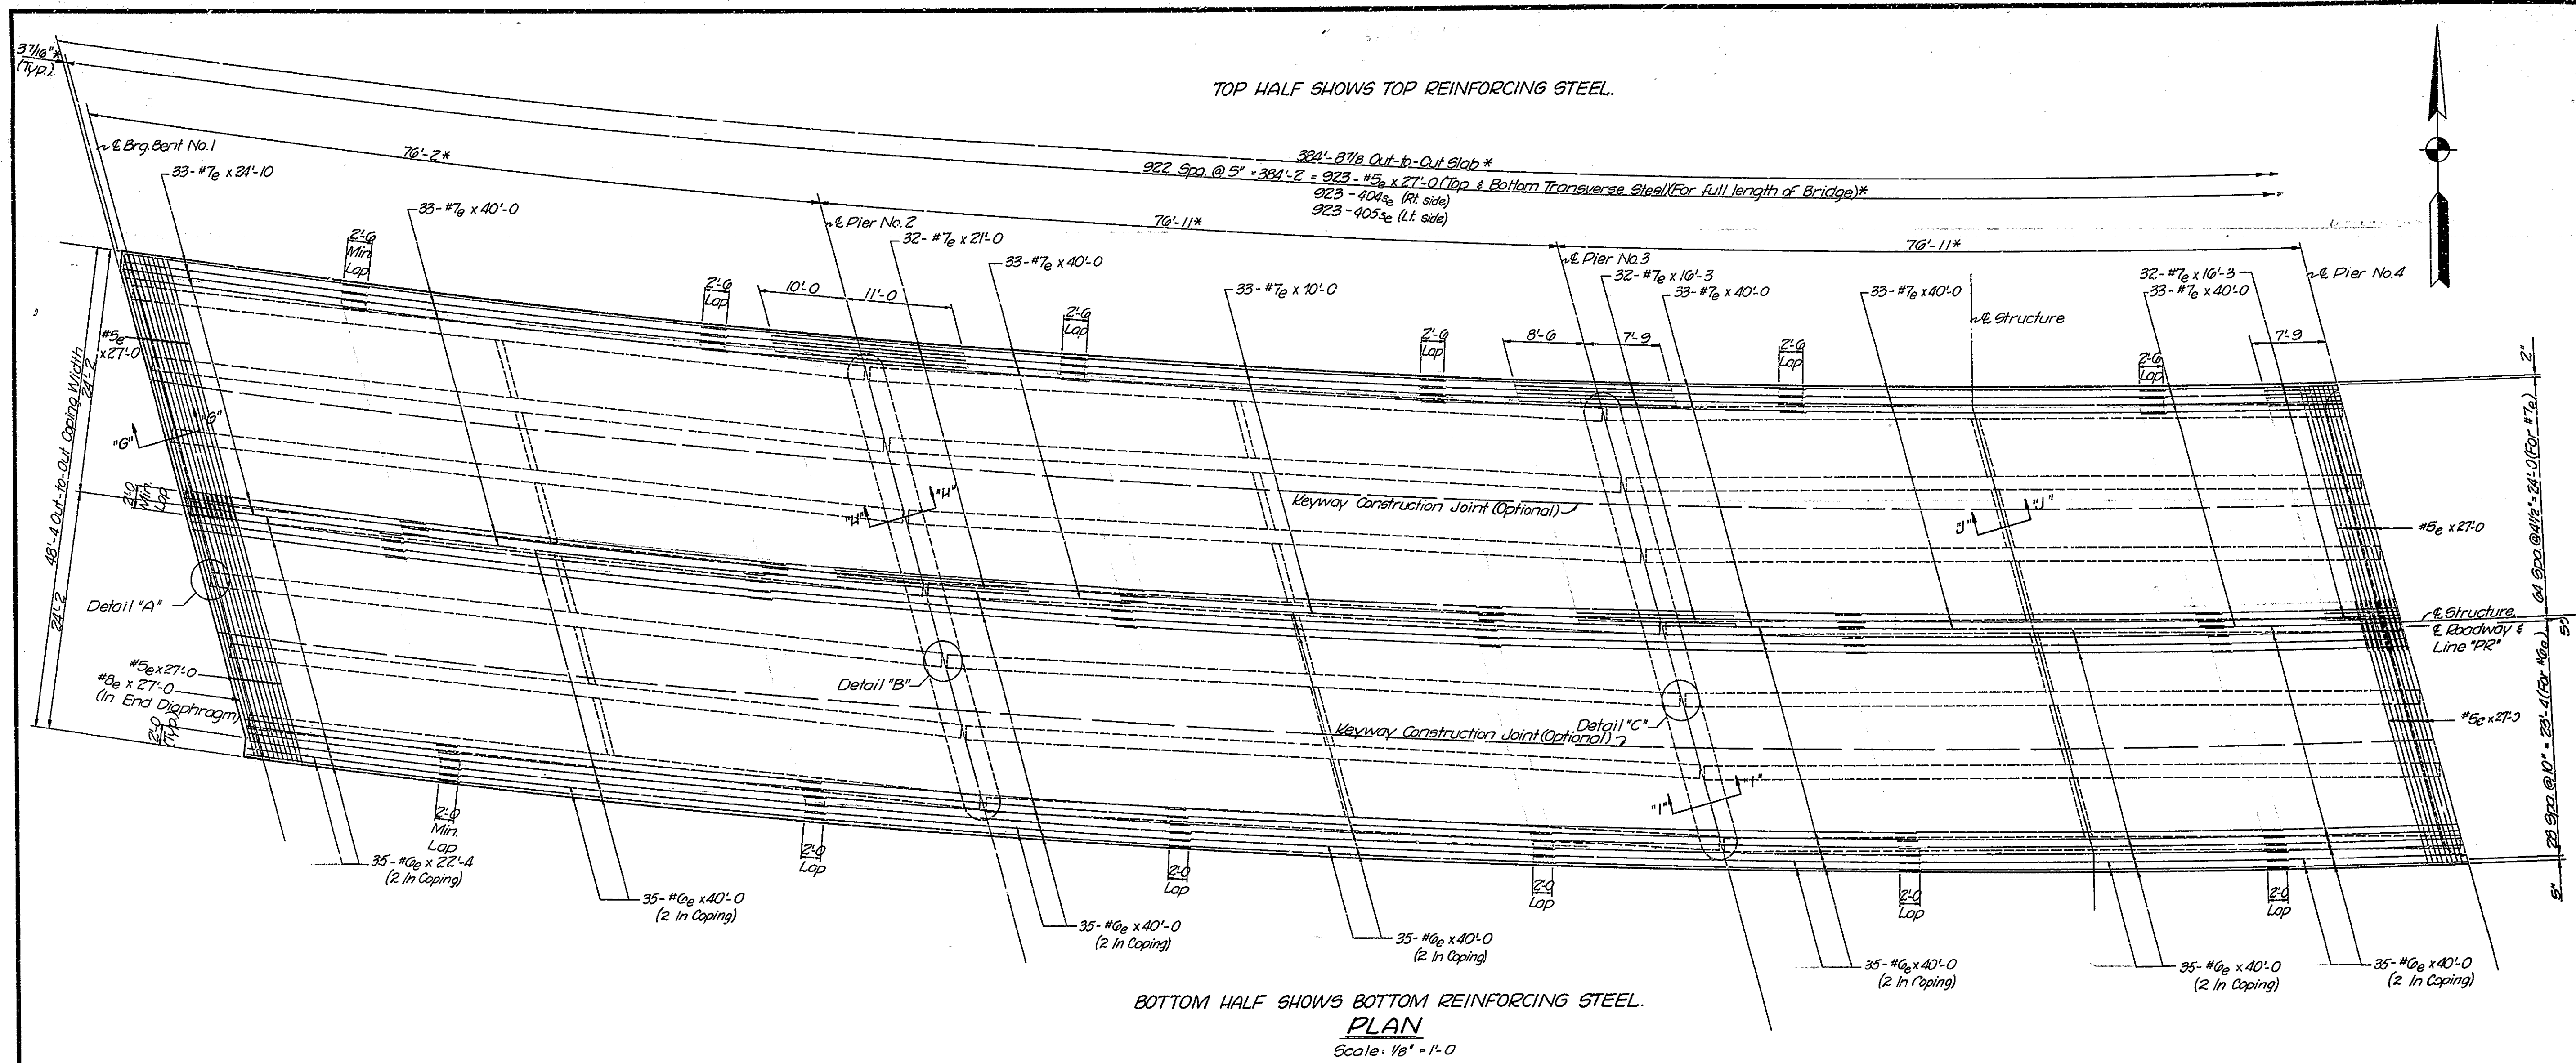 3 7/16"*
(Typ.)
TOP HALF SHOWS TOP REINFORCING STEEL.
384'-8 7/8 Out-to-Out Slab *
922 Spa. @ 5" = 384'-2 = 923 - #5e x 27'-0 (Top & Bottom Transverse Steel)(For full length of Bridge)*
923 - 404se (Rt. side)
923 - 405se (Lt. side)
76'-2*
76'-11*
76'-11*
℄ Brg. Bent No. 1
33 - #7e x 24'-10
33 - #7e x 40'-0
℄ Pier No. 2
32 - #7e x 21'-0
33 - #7e x 40'-0
33 - #7e x 10'-0
℄ Pier No. 3
32 - #7e x 16'-3
33 - #7e x 40'-0
33 - #7e x 40'-0
℄ Structure
32 - #7e x 16'-3
33 - #7e x 40'-0
℄ Pier No. 4
2'-6
Min.
Lap
2'-6
Lap
10'-0
11'-0
2'-6
Lap
2'-6
Lap
8'-6
7'-9
2'-6
Lap
2'-6
Lap
7'-9
2"
#5e
x 27'-0
48'-4 Out-to-Out Coping Width
24'-2
24'-2
"G"
"G"
2'-0
Min.
Lap
"H"
"H"
Keyway Construction Joint (Optional)
"J"
"J"
#5e x 27'-0
64 Spa. @ 4 1/2" = 24'-0 (For #7e)
Detail "A"
℄ Structure
℄ Roadway &
Line "PR"
5"
#5e x 27'-0
#8e x 27'-0
(In End Diaphragm)
2'-0
(Typ.)
Detail "B"
Detail "C"
Keyway Construction Joint (Optional)
"I"
"I"
#5e x 27'-0
28 Spa. @ 10" = 23'-4 (For #6e)
5"
2'-0
Min.
Lap
2'-0
Lap
2'-0
Lap
2'-0
Lap
2'-0
Lap
2'-0
Lap
35 - #6e x 22'-4
(2 In Coping)
35 - #6e x 40'-0
(2 In Coping)
35 - #6e x 40'-0
(2 In Coping)
35 - #6e x 40'-0
(2 In Coping)
35 - #6e x 40'-0
(2 In Coping)
35 - #6e x 40'-0
(2 In Coping)
35 - #6e x 40'-0
(2 In Coping)
BOTTOM HALF SHOWS BOTTOM REINFORCING STEEL.
PLAN
Scale: 1/8" = 1'-0